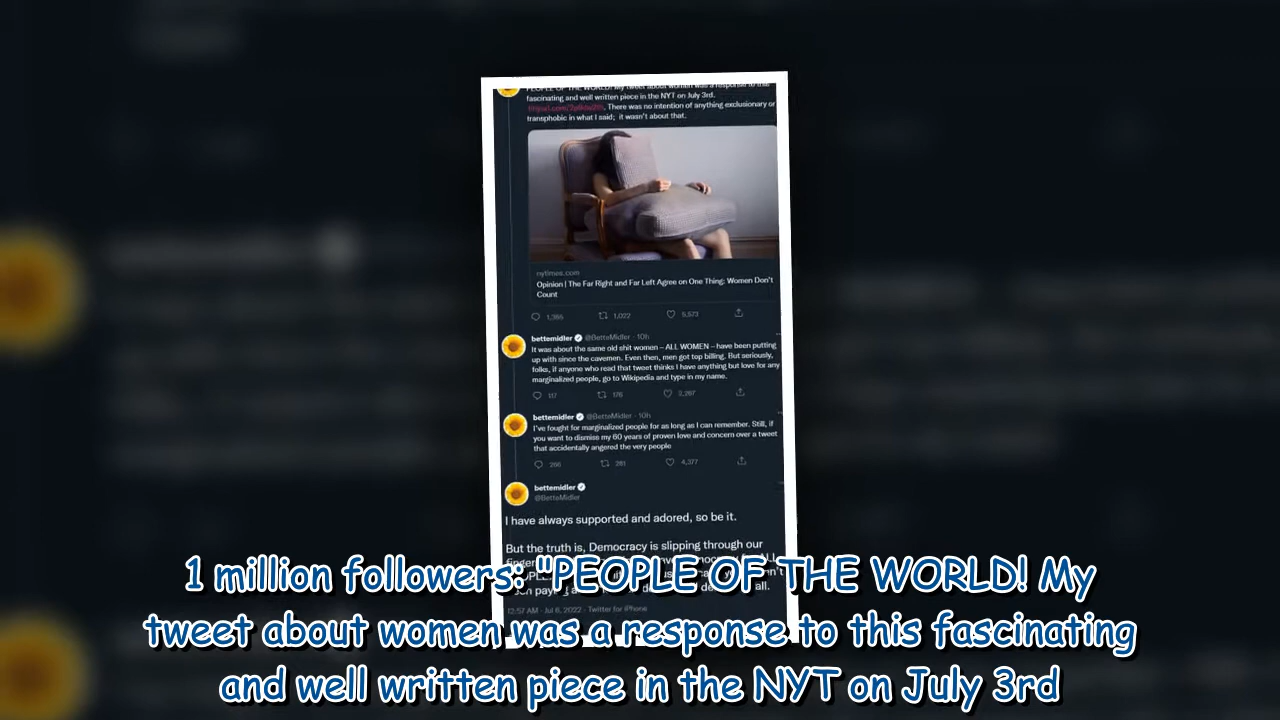 PEOPLE OF THE WORLD! My tweet about women was a response to this
fascinating and well written piece in the NYT on July 3rd.
There was no intention of anything exclusionary or
transphobic in what I said; it wasn't about that.
nytimes.com
Opinion | The Far Right and Far Left Agree on One Thing: Women Don't
Count
1,385 1,022 5,573
bettemidler @BetteMidler · 10h
It was about the same old shit women – ALL WOMEN – have been putting
up with since the cavemen. Even then, men got top billing. But seriously,
folks, if anyone who read that tweet thinks I have anything but love for any
marginalized people, go to Wikipedia and type in my name.
117 176 2,287
bettemidler @BetteMidler · 10h
I've fought for marginalized people for as long as I can remember. Still, if
you want to dismiss my 60 years of proven love and concern over a tweet
that accidentally angered the very people
266 281 4,377
bettemidler
@BetteMidler
I have always supported and adored, so be it.
But the truth is, Democracy is slipping through our
12:57 AM · Jul 6, 2022 · Twitter for iPhone
1 million followers: "PEOPLE OF THE WORLD! My
tweet about women was a response to this fascinating
and well written piece in the NYT on July 3rd